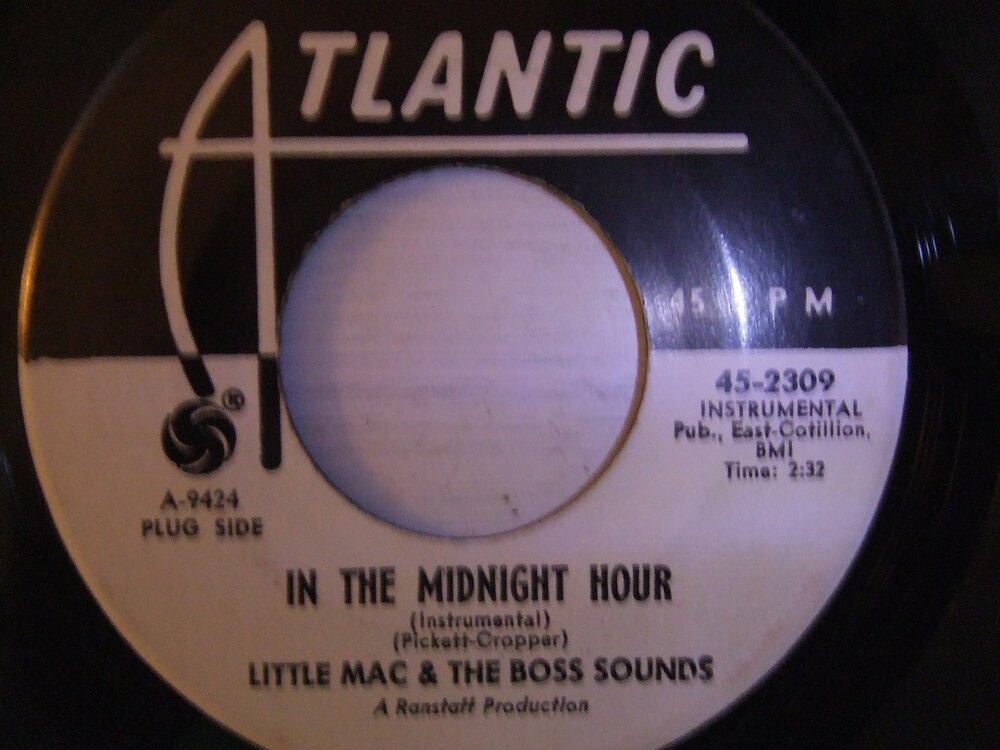 ATLANTIC
45 RPM
45-2309
INSTRUMENTAL
Pub., East-Cotillion,
BMI
Time: 2:32
®
A-9424
PLUG SIDE
IN THE MIDNIGHT HOUR
(Instrumental)
(Pickett-Cropper)
LITTLE MAC & THE BOSS SOUNDS
A Ranstaff Production